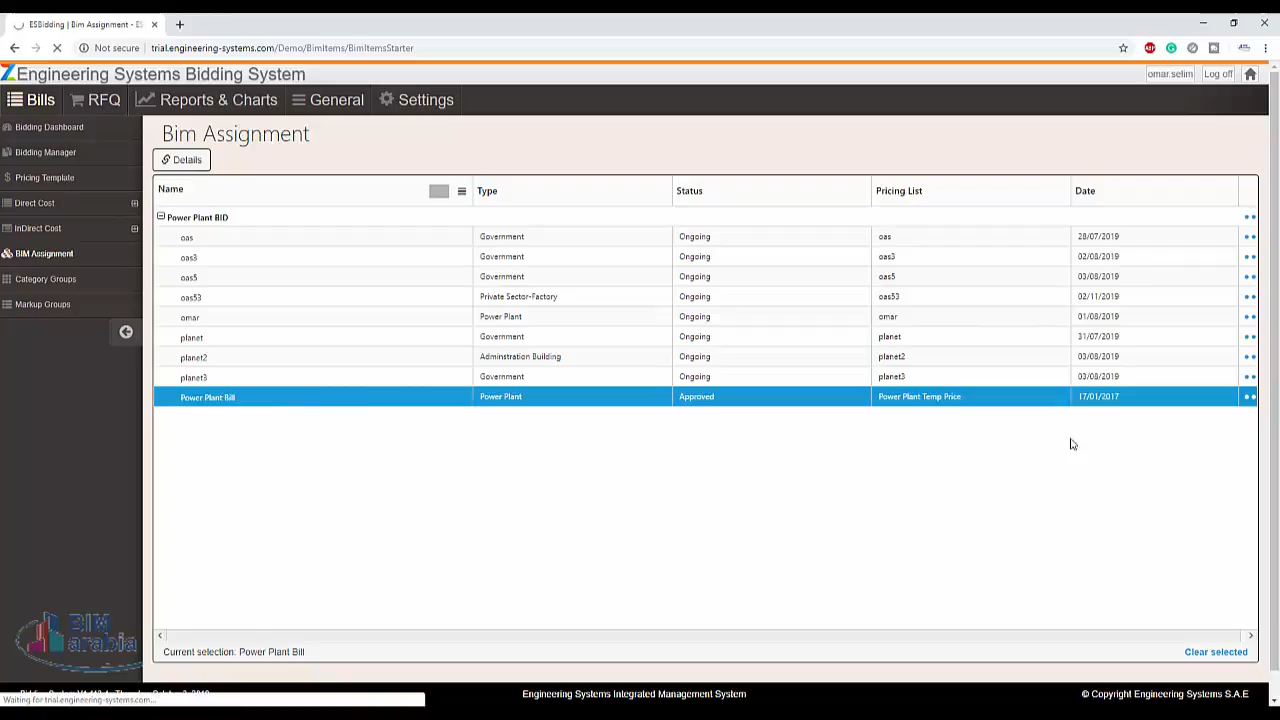 ESBidding | Bim Assignment - ES
Not secure | trial.engineering-systems.com/Demo/BimItems/BimItemsStarter
Engineering Systems Bidding System
omar.selim
Log off
Bills
RFQ
Reports & Charts
General
Settings
Bidding Dashboard
Bidding Manager
Pricing Template
Direct Cost
InDirect Cost
BIM Assignment
Category Groups
Markup Groups
Bim Assignment
Details
Name Type Status Pricing List Date
Power Plant BID
oas Government Ongoing oas 28/07/2019
oas3 Government Ongoing oas3 02/08/2019
oas5 Government Ongoing oas5 03/08/2019
oas53 Private Sector-Factory Ongoing oas53 02/11/2019
omar Power Plant Ongoing omar 01/08/2019
planet Government Ongoing planet 31/07/2019
planet2 Adminstration Building Ongoing planet2 03/08/2019
planet3 Government Ongoing planet3 03/08/2019
Power Plant Bill Power Plant Approved Power Plant Temp Price 17/01/2017
Current selection: Power Plant Bill
Clear selected
BIM
arabia
Waiting for trial.engineering-systems.com...
Engineering Systems Integrated Management System
© Copyright Engineering Systems S.A.E